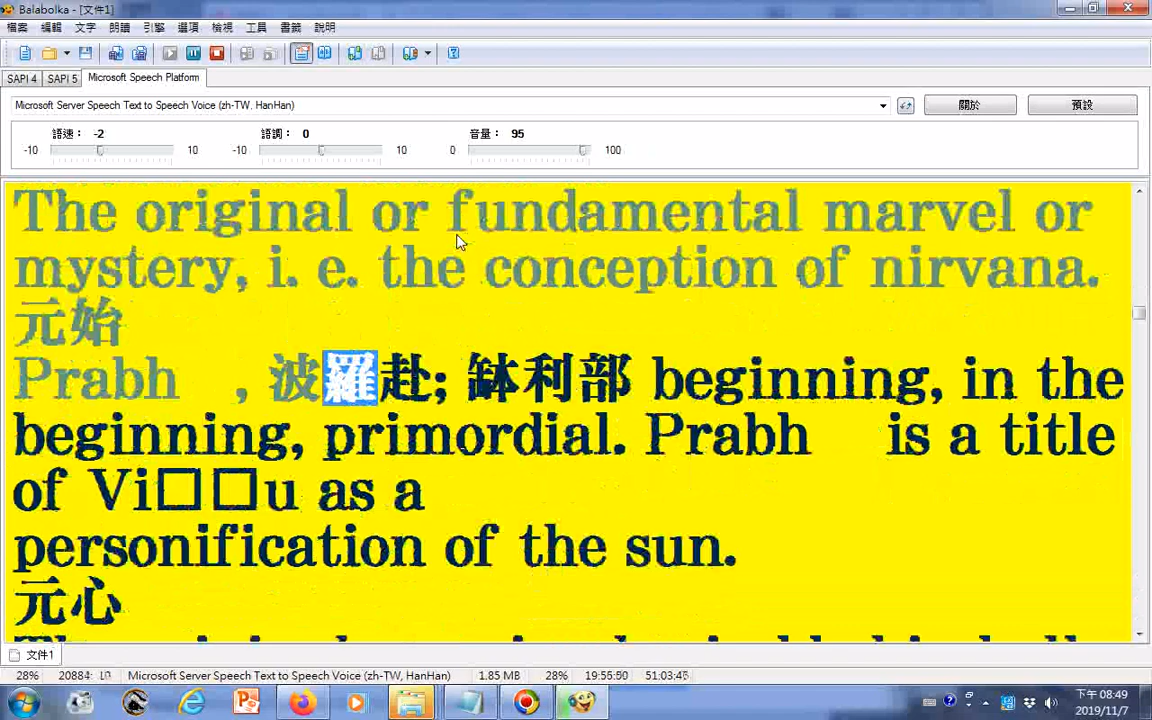 Balabolka - [文件1]
檔案 編輯 文字 朗讀 引擎 選項 檢視 工具 書籤 說明
SAPI 4 SAPI 5 Microsoft Speech Platform
Microsoft Server Speech Text to Speech Voice (zh-TW, HanHan) 關於 預設
語速： -2 語調： 0 音量： 95
-10 10 -10 10 0 100
The original or fundamental marvel or
mystery, i. e. the conception of nirvana.
元始
Prabh , 波羅赴; 缽利部 beginning, in the
beginning, primordial. Prabh is a title
of Vi□□u as a
personification of the sun.
元心
文件1
28% Microsoft Server Speech Text to Speech Voice (zh-TW, HanHan) 1.85 MB 28% 19:55:50
下午 08:49
2019/11/7